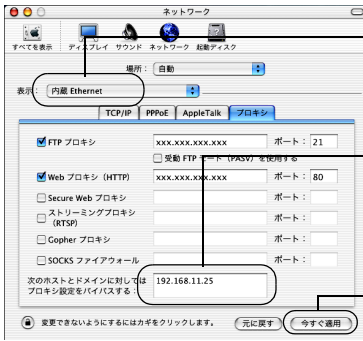 ネットワーク
すべてを表示 ディスプレイ サウンド ネットワーク 起動ディスク
場所： 自動
表示： 内蔵 Ethernet
TCP/IP PPPoE AppleTalk プロキシ
FTP プロキシ xxx.xxx.xxx.xxx ポート： 21
受動 FTP モード（PASV）を使用する
Web プロキシ（HTTP） xxx.xxx.xxx.xxx ポート： 80
Secure Web プロキシ ポート：
ストリーミングプロキシ
（RTSP） ポート：
Gopher プロキシ ポート：
SOCKS ファイアウォール ポート：
次のホストとドメインに対しては
プロキシ設定をバイパスする： 192.168.11.25
変更できないようにするにはカギをクリックします。 元に戻す 今すぐ適用